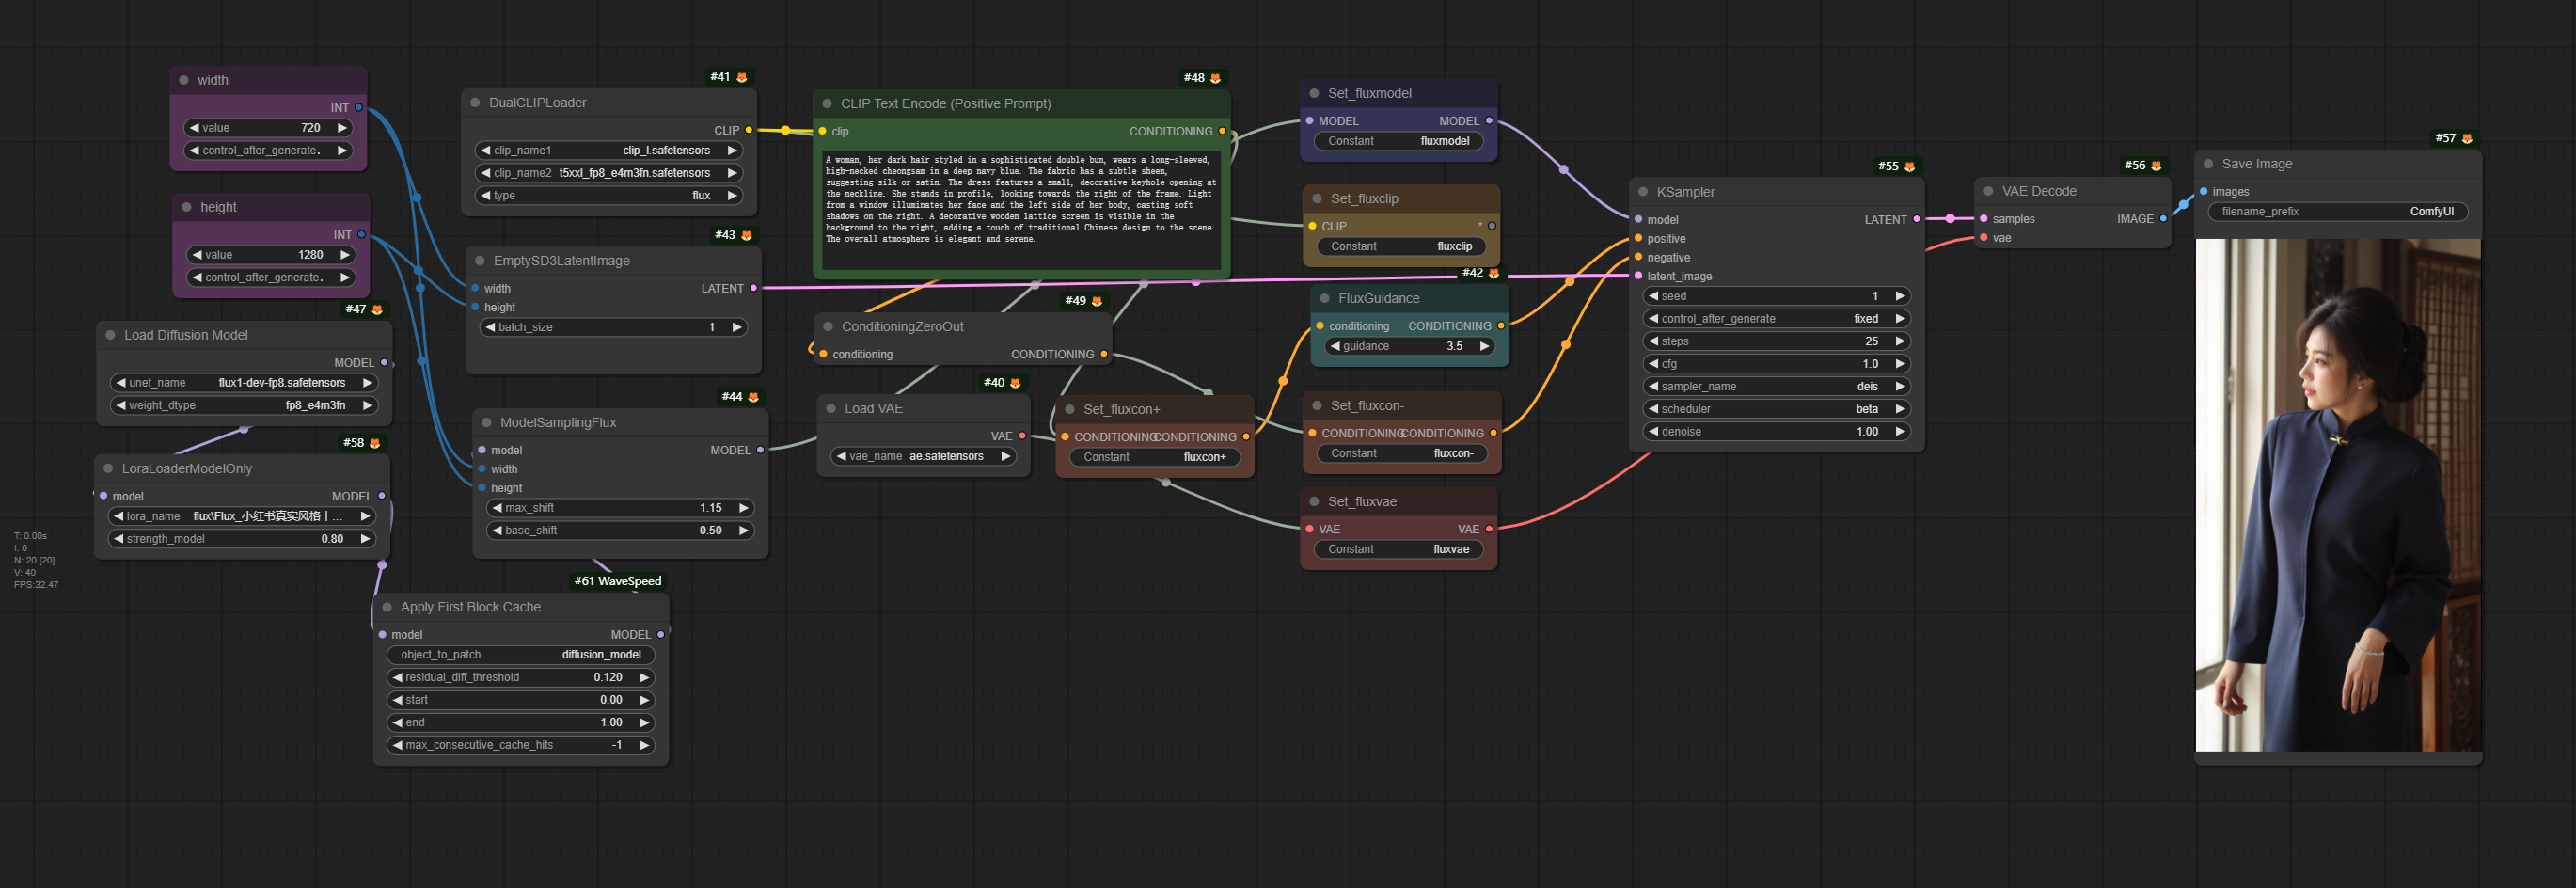 width
INT
value 720
control_after_generate.
height
INT
value 1280
control_after_generate.
#47
Load Diffusion Model
MODEL
unet_name flux1-dev-fp8.safetensors
weight_dtype fp8_e4m3fn
#58
LoraLoaderModelOnly
model MODEL
lora_name flux\Flux_小红书真实风格丨...
strength_model 0.80
T: 0.00s
I: 0
N: 20 [20]
V: 40
FPS:32.47
#41
DualCLIPLoader
CLIP
clip_name1 clip_l.safetensors
clip_name2 t5xxl_fp8_e4m3fn.safetensors
type flux
#43
EmptySD3LatentImage
width LATENT
height
batch_size 1
#44
ModelSamplingFlux
model MODEL
width
height
max_shift 1.15
base_shift 0.50
#61 WaveSpeed
Apply First Block Cache
model MODEL
object_to_patch diffusion_model
residual_diff_threshold 0.120
start 0.00
end 1.00
max_consecutive_cache_hits -1
#48
CLIP Text Encode (Positive Prompt)
clip CONDITIONING
A woman, her dark hair styled in a sophisticated double bun, wears a long-sleeved,
high-necked cheongsam in a deep navy blue. The fabric has a subtle sheen,
suggesting silk or satin. The dress features a small, decorative keyhole opening at
the neckline. She stands in profile, looking towards the right of the frame. Light
from a window illuminates her face and the left side of her body, casting soft
shadows on the right. A decorative wooden lattice screen is visible in the
background to the right, adding a touch of traditional Chinese design to the scene.
The overall atmosphere is elegant and serene.
#49
ConditioningZeroOut
conditioning CONDITIONING
#40
Load VAE
VAE
vae_name ae.safetensors
Set_fluxcon+
CONDITIONING CONDITIONING
Constant fluxcon+
Set_fluxmodel
MODEL MODEL
Constant fluxmodel
Set_fluxclip
CLIP *
Constant fluxclip
#42
FluxGuidance
conditioning CONDITIONING
guidance 3.5
Set_fluxcon-
CONDITIONING CONDITIONING
Constant fluxcon-
Set_fluxvae
VAE VAE
Constant fluxvae
#55
KSampler
model LATENT
positive
negative
latent_image
seed 1
control_after_generate fixed
steps 25
cfg 1.0
sampler_name deis
scheduler beta
denoise 1.00
#56
VAE Decode
samples IMAGE
vae
#57
Save Image
images
filename_prefix ComfyUI